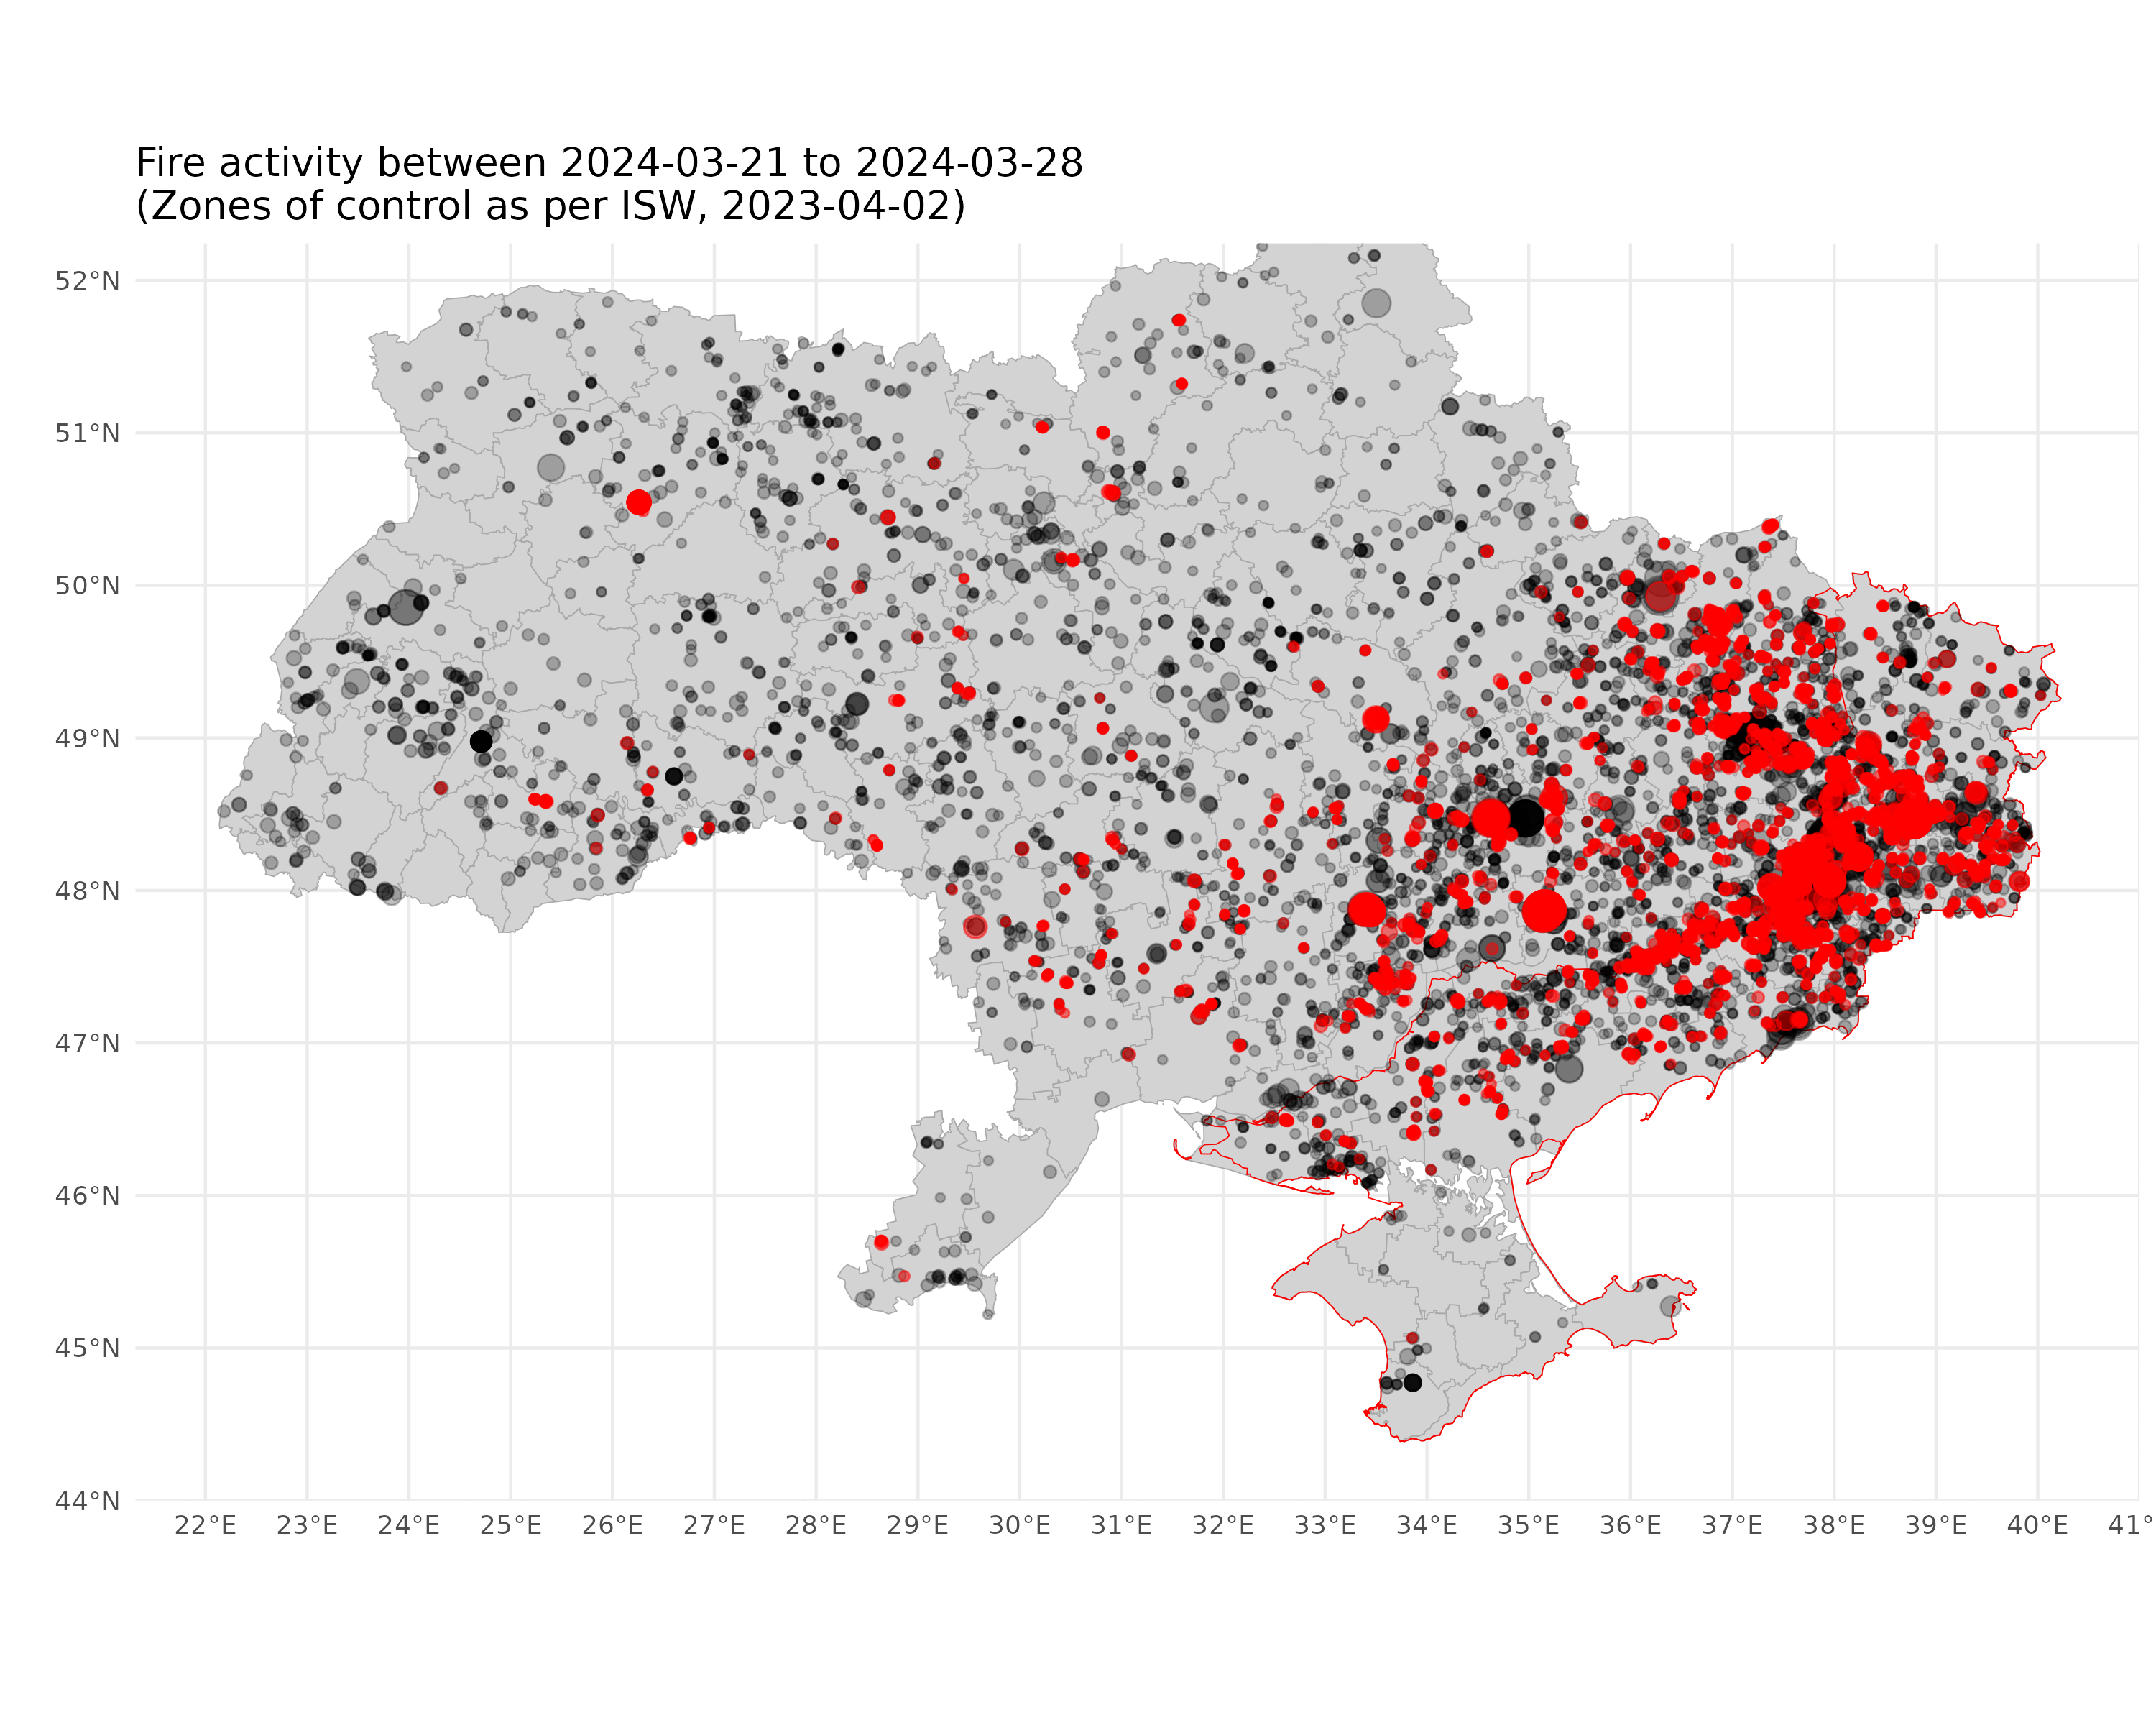 Fire activity between 2024-03-21 to 2024-03-28
(Zones of control as per ISW, 2023-04-02)
52°N
51°N
50°N
49°N
48°N
47°N
46°N
45°N
44°N
22°E 23°E 24°E 25°E 26°E 27°E 28°E 29°E 30°E 31°E 32°E 33°E 34°E 35°E 36°E 37°E 38°E 39°E 40°E 41°